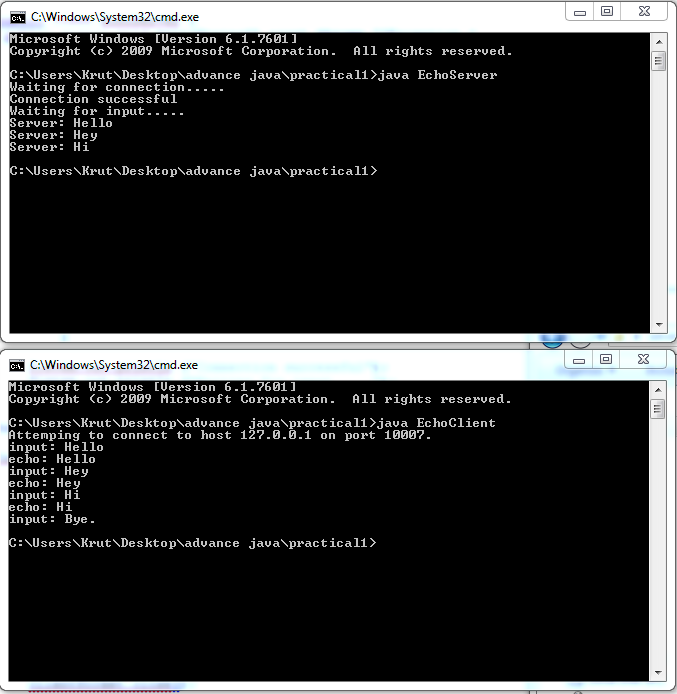 C:\Windows\System32\cmd.exe
Microsoft Windows [Version 6.1.7601]
Copyright (c) 2009 Microsoft Corporation.  All rights reserved.
C:\Users\Krut\Desktop\advance java\practical1>java EchoServer
Waiting for connection.....
Connection successful
Waiting for input.....
Server: Hello
Server: Hey
Server: Hi
C:\Users\Krut\Desktop\advance java\practical1>
C:\Windows\System32\cmd.exe
Microsoft Windows [Version 6.1.7601]
Copyright (c) 2009 Microsoft Corporation.  All rights reserved.
C:\Users\Krut\Desktop\advance java\practical1>java EchoClient
Attemping to connect to host 127.0.0.1 on port 10007.
input: Hello
echo: Hello
input: Hey
echo: Hey
input: Hi
echo: Hi
input: Bye.
C:\Users\Krut\Desktop\advance java\practical1>